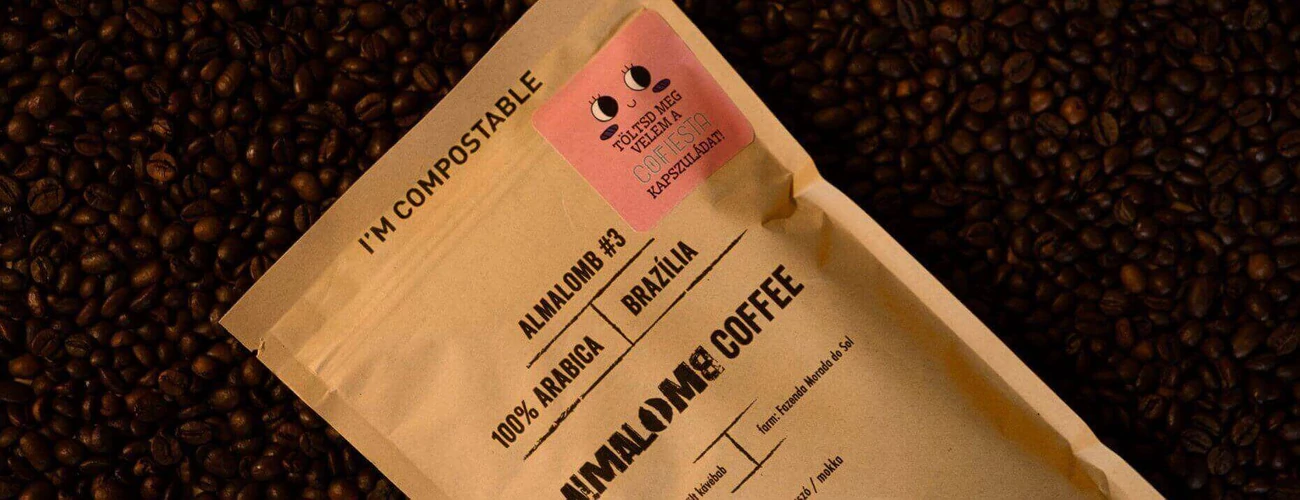 I'M COMPOSTABLE
TÖLTSD MEG
VELEM A
COFIESTA
KAPSZULÁDAT!
ALMALOMB #3
100% ARABICA
BRAZÍLIA
ALMALOMB COFFEE
kávébab
farm: Fazenda Morada do Sol
/ mokka